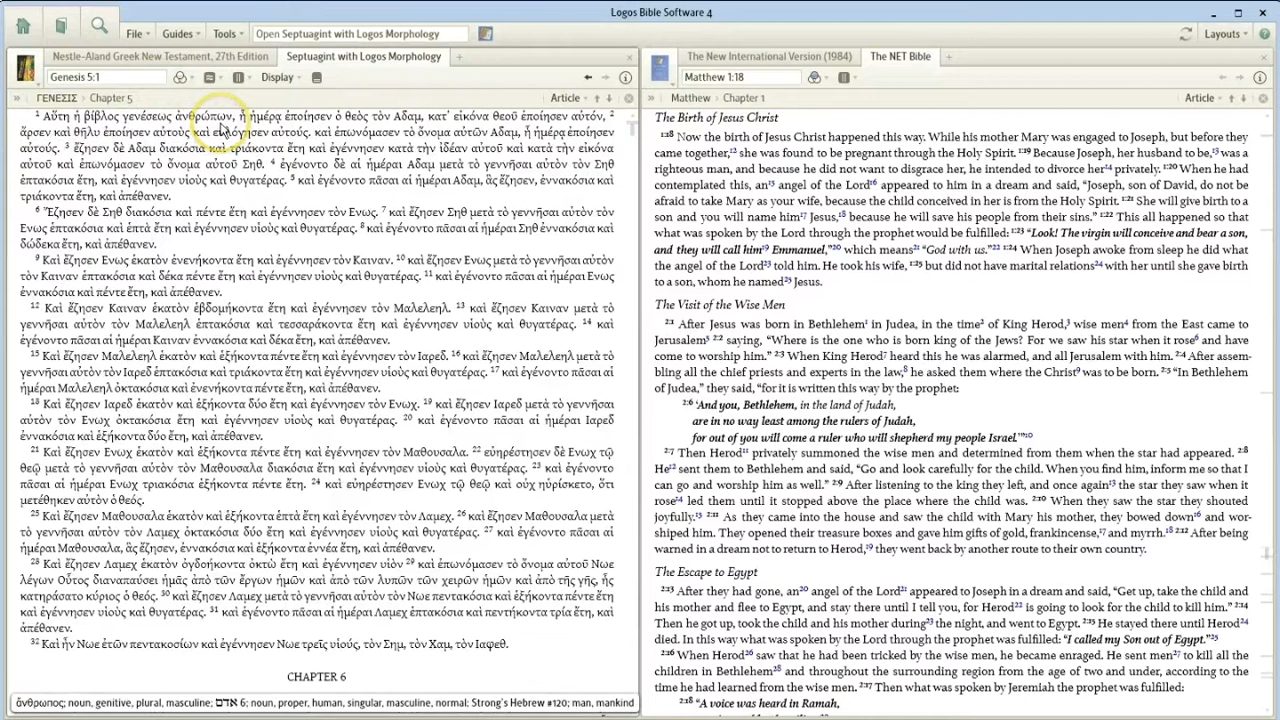 Logos Bible Software 4
File Guides Tools Open Septuagint with Logos Morphology Layouts
Nestle-Aland Greek New Testament, 27th Edition Septuagint with Logos Morphology
Genesis 5:1 Display
ΓΕΝΕΣΙΣ Chapter 5 Article
1 Αὕτη ἡ βίβλος γενέσεως ἀνθρώπων, ᾗ ἡμέρᾳ ἐποίησεν ὁ θεὸς τὸν Αδαμ, κατ᾽ εἰκόνα θεοῦ ἐποίησεν αὐτόν, 2
ἄρσεν καὶ θῆλυ ἐποίησεν αὐτοὺς καὶ εὐλόγησεν αὐτούς. καὶ ἐπωνόμασεν τὸ ὄνομα αὐτῶν Αδαμ, ᾗ ἡμέρᾳ ἐποίησεν
αὐτούς. 3 ἔζησεν δὲ Αδαμ διακόσια καὶ τριάκοντα ἔτη καὶ ἐγέννησεν κατὰ τὴν ἰδέαν αὐτοῦ καὶ κατὰ τὴν εἰκόνα
αὐτοῦ καὶ ἐπωνόμασεν τὸ ὄνομα αὐτοῦ Σηθ. 4 ἐγένοντο δὲ αἱ ἡμέραι Αδαμ μετὰ τὸ γεννῆσαι αὐτὸν τὸν Σηθ
ἑπτακόσια ἔτη, καὶ ἐγέννησεν υἱοὺς καὶ θυγατέρας. 5 καὶ ἐγένοντο πᾶσαι αἱ ἡμέραι Αδαμ, ἃς ἔζησεν, ἐννακόσια καὶ
τριάκοντα ἔτη, καὶ ἀπέθανεν.
6 Ἔζησεν δὲ Σηθ διακόσια καὶ πέντε ἔτη καὶ ἐγέννησεν τὸν Ενως. 7 καὶ ἔζησεν Σηθ μετὰ τὸ γεννῆσαι αὐτὸν τὸν
Ενως ἑπτακόσια καὶ ἑπτὰ ἔτη καὶ ἐγέννησεν υἱοὺς καὶ θυγατέρας. 8 καὶ ἐγένοντο πᾶσαι αἱ ἡμέραι Σηθ ἐννακόσια καὶ
δώδεκα ἔτη, καὶ ἀπέθανεν.
9 Καὶ ἔζησεν Ενως ἑκατὸν ἐνενήκοντα ἔτη καὶ ἐγέννησεν τὸν Καιναν. 10 καὶ ἔζησεν Ενως μετὰ τὸ γεννῆσαι αὐτὸν
τὸν Καιναν ἑπτακόσια καὶ δέκα πέντε ἔτη καὶ ἐγέννησεν υἱοὺς καὶ θυγατέρας. 11 καὶ ἐγένοντο πᾶσαι αἱ ἡμέραι Ενως
ἐννακόσια καὶ πέντε ἔτη, καὶ ἀπέθανεν.
12 Καὶ ἔζησεν Καιναν ἑκατὸν ἑβδομήκοντα ἔτη καὶ ἐγέννησεν τὸν Μαλελεηλ. 13 καὶ ἔζησεν Καιναν μετὰ τὸ
γεννῆσαι αὐτὸν τὸν Μαλελεηλ ἑπτακόσια καὶ τεσσαράκοντα ἔτη καὶ ἐγέννησεν υἱοὺς καὶ θυγατέρας. 14 καὶ
ἐγένοντο πᾶσαι αἱ ἡμέραι Καιναν ἐννακόσια καὶ δέκα ἔτη, καὶ ἀπέθανεν.
15 Καὶ ἔζησεν Μαλελεηλ ἑκατὸν καὶ ἑξήκοντα πέντε ἔτη καὶ ἐγέννησεν τὸν Ιαρεδ. 16 καὶ ἔζησεν Μαλελεηλ μετὰ τὸ
γεννῆσαι αὐτὸν τὸν Ιαρεδ ἑπτακόσια καὶ τριάκοντα ἔτη καὶ ἐγέννησεν υἱοὺς καὶ θυγατέρας. 17 καὶ ἐγένοντο πᾶσαι αἱ
ἡμέραι Μαλελεηλ ὀκτακόσια καὶ ἐνενήκοντα πέντε ἔτη, καὶ ἀπέθανεν.
18 Καὶ ἔζησεν Ιαρεδ ἑκατὸν καὶ ἑξήκοντα δύο ἔτη καὶ ἐγέννησεν τὸν Ενωχ. 19 καὶ ἔζησεν Ιαρεδ μετὰ τὸ γεννῆσαι
αὐτὸν τὸν Ενωχ ὀκτακόσια ἔτη καὶ ἐγέννησεν υἱοὺς καὶ θυγατέρας. 20 καὶ ἐγένοντο πᾶσαι αἱ ἡμέραι Ιαρεδ
ἐννακόσια καὶ ἑξήκοντα δύο ἔτη, καὶ ἀπέθανεν.
21 Καὶ ἔζησεν Ενωχ ἑκατὸν καὶ ἑξήκοντα πέντε ἔτη καὶ ἐγέννησεν τὸν Μαθουσαλα. 22 εὐηρέστησεν δὲ Ενωχ τῷ
θεῷ μετὰ τὸ γεννῆσαι αὐτὸν τὸν Μαθουσαλα διακόσια ἔτη καὶ ἐγέννησεν υἱοὺς καὶ θυγατέρας. 23 καὶ ἐγένοντο
πᾶσαι αἱ ἡμέραι Ενωχ τριακόσια ἑξήκοντα πέντε ἔτη. 24 καὶ εὐηρέστησεν Ενωχ τῷ θεῷ καὶ οὐχ ηὑρίσκετο, ὅτι
μετέθηκεν αὐτὸν ὁ θεός.
25 Καὶ ἔζησεν Μαθουσαλα ἑκατὸν καὶ ἑξήκοντα ἑπτὰ ἔτη καὶ ἐγέννησεν τὸν Λαμεχ. 26 καὶ ἔζησεν Μαθουσαλα μετὰ τὸ
γεννῆσαι αὐτὸν τὸν Λαμεχ ὀκτακόσια δύο ἔτη καὶ ἐγέννησεν υἱοὺς καὶ θυγατέρας. 27 καὶ ἐγένοντο πᾶσαι αἱ
ἡμέραι Μαθουσαλα, ἃς ἔζησεν, ἐννακόσια καὶ ἑξήκοντα ἐννέα ἔτη, καὶ ἀπέθανεν.
28 Καὶ ἔζησεν Λαμεχ ἑκατὸν ὀγδοήκοντα ὀκτὼ ἔτη καὶ ἐγέννησεν υἱὸν 29 καὶ ἐπωνόμασεν τὸ ὄνομα αὐτοῦ Νωε
λέγων Οὗτος διαναπαύσει ἡμᾶς ἀπὸ τῶν ἔργων ἡμῶν καὶ ἀπὸ τῶν λυπῶν τῶν χειρῶν ἡμῶν καὶ ἀπὸ τῆς γῆς, ἧς
κατηράσατο κύριος ὁ θεός. 30 καὶ ἔζησεν Λαμεχ μετὰ τὸ γεννῆσαι αὐτὸν τὸν Νωε πεντακόσια καὶ ἑξήκοντα πέντε ἔτη
καὶ ἐγέννησεν υἱοὺς καὶ θυγατέρας. 31 καὶ ἐγένοντο πᾶσαι αἱ ἡμέραι Λαμεχ ἑπτακόσια καὶ πεντήκοντα τρία ἔτη, καὶ
ἀπέθανεν.
32 Καὶ ἦν Νωε ἐτῶν πεντακοσίων καὶ ἐγέννησεν Νωε τρεῖς υἱούς, τὸν Σημ, τὸν Χαμ, τὸν Ιαφεθ.
CHAPTER 6
ἄνθρωπος; noun, genitive, plural, masculine; אדם 6; noun, proper, human, singular, masculine, normal; Strong's Hebrew #120; man, mankind
The New International Version (1984) The NET Bible
Matthew 1:18
Matthew Chapter 1 Article
The Birth of Jesus Christ
1:18 Now the birth of Jesus Christ happened this way. While his mother Mary was engaged to Joseph, but before they
came together,12 she was found to be pregnant through the Holy Spirit. 1:19 Because Joseph, her husband to be,13 was a
righteous man, and because he did not want to disgrace her, he intended to divorce her14 privately. 1:20 When he had
contemplated this, an15 angel of the Lord16 appeared to him in a dream and said, “Joseph, son of David, do not be
afraid to take Mary as your wife, because the child conceived in her is from the Holy Spirit. 1:21 She will give birth to
a son and you will name him17 Jesus,18 because he will save his people from their sins.” 1:22 This all happened so that
what was spoken by the Lord through the prophet would be fulfilled: 1:23 “Look! The virgin will conceive and bear a son,
and they will call him19 Emmanuel,”20 which means21 “God with us.”22 1:24 When Joseph awoke from sleep he did what
the angel of the Lord23 told him. He took his wife, 1:25 but did not have marital relations24 with her until she gave birth
to a son, whom he named25 Jesus.
The Visit of the Wise Men
2:1 After Jesus was born in Bethlehem1 in Judea, in the time2 of King Herod,3 wise men4 from the East came to
Jerusalem5 2:2 saying, “Where is the one who is born king of the Jews? For we saw his star when it rose6 and have
come to worship him.” 2:3 When King Herod7 heard this he was alarmed, and all Jerusalem with him. 2:4 After assem-
bling all the chief priests and experts in the law,8 he asked them where the Christ9 was to be born. 2:5 “In Bethlehem
of Judea,” they said, “for it is written this way by the prophet:
2:6 ‘And you, Bethlehem, in the land of Judah,
are in no way least among the rulers of Judah,
for out of you will come a ruler who will shepherd my people Israel.’”10
2:7 Then Herod11 privately summoned the wise men and determined from them when the star had appeared. 2:8
He12 sent them to Bethlehem and said, “Go and look carefully for the child. When you find him, inform me so that I
can go and worship him as well.” 2:9 After listening to the king they left, and once again13 the star they saw when it
rose14 led them until it stopped above the place where the child was. 2:10 When they saw the star they shouted
joyfully.15 2:11 As they came into the house and saw the child with Mary his mother, they bowed down16 and wor-
shiped him. They opened their treasure boxes and gave him gifts of gold, frankincense,17 and myrrh.18 2:12 After being
warned in a dream not to return to Herod,19 they went back by another route to their own country.
The Escape to Egypt
2:13 After they had gone, an20 angel of the Lord21 appeared to Joseph in a dream and said, “Get up, take the child and
his mother and flee to Egypt, and stay there until I tell you, for Herod22 is going to look for the child to kill him.” 2:14
Then he got up, took the child and his mother during23 the night, and went to Egypt. 2:15 He stayed there until Herod24
died. In this way what was spoken by the Lord through the prophet was fulfilled: “I called my Son out of Egypt.”25
2:16 When Herod26 saw that he had been tricked by the wise men, he became enraged. He sent men27 to kill all the
children in Bethlehem28 and throughout the surrounding region from the age of two and under, according to the
time he had learned from the wise men. 2:17 Then what was spoken by Jeremiah the prophet was fulfilled:
2:18 “A voice was heard in Ramah,